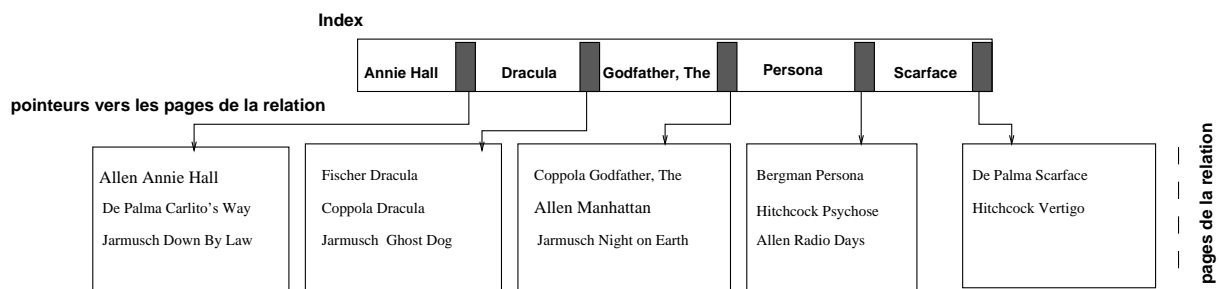 Index
Annie Hall
Dracula
Godfather, The
Persona
Scarface
pointeurs vers les pages de la relation
Allen Annie Hall
De Palma Carlito's Way
Jarmusch Down By Law
Fischer Dracula
Coppola Dracula
Jarmusch Ghost Dog
Coppola Godfather, The
Allen Manhattan
Jarmusch Night on Earth
Bergman Persona
Hitchcock Psychose
Allen Radio Days
De Palma Scarface
Hitchcock Vertigo
pages de la relation